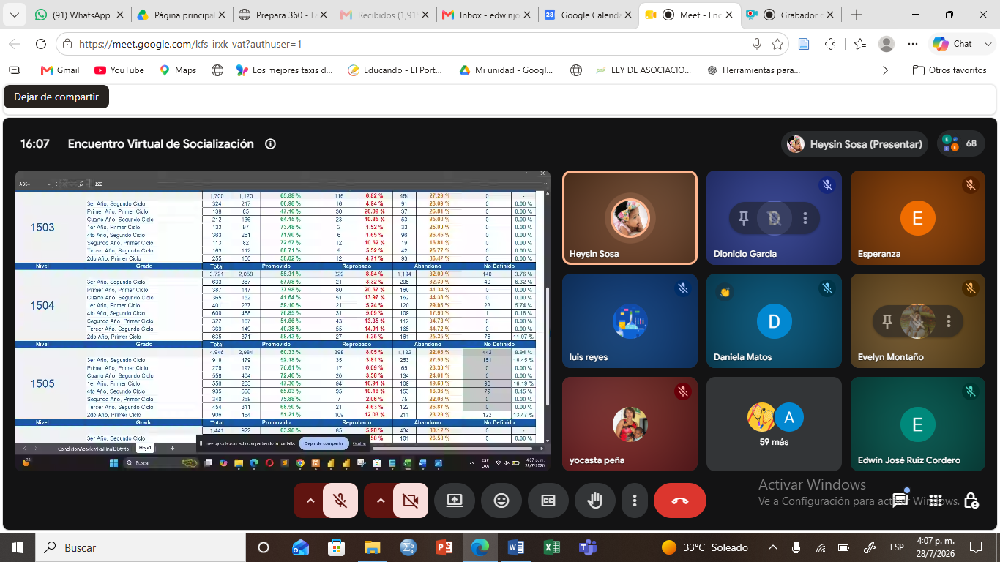 (91) WhatsApp
Página principal
Prepara 360 - Fa
Recibidos (1,91
Inbox - edwinjo
Google Calenda
Meet - Enc
Grabador d
https://meet.google.com/kfs-irxk-vat?authuser=1
Chat
Gmail
YouTube
Maps
Los mejores taxis d...
Educando - El Port...
Mi unidad - Googl...
LEY DE ASOCIACIO...
Herramientas para...
Otros favoritos
Dejar de compartir
16:07 Encuentro Virtual de Socialización
Heysin Sosa (Presentar)
68
122
1,700 1,120 65.88 % 116 6.82 % 464 27.29 % 0 -
3er Año, Segundo Ciclo 324 217 66.98 % 16 4.94 % 91 28.09 % 0 0.00 %
Primer Año, Primer Ciclo 138 65 47.10 % 36 26.09 % 37 26.81 % 0 0.00 %
Cuarto Año, Segundo Ciclo 212 136 64.15 % 23 10.85 % 53 25.00 % 0 0.00 %
1er Año, Primer Ciclo 132 97 73.48 % 2 1.52 % 33 25.00 % 0 0.00 %
4to Año, Segundo Ciclo 363 261 71.90 % 6 1.65 % 96 26.45 % 0 0.00 %
Segundo Año, Primer Ciclo 113 82 72.57 % 12 10.62 % 19 16.81 % 0 0.00 %
Tercer Año, Segundo Ciclo 163 112 68.71 % 9 5.52 % 42 25.77 % 0 0.00 %
2do Año, Primer Ciclo 255 150 58.82 % 12 4.71 % 93 36.47 % 0 0.00 %
1503
Nivel Grado Total Promovido Reprobado Abandono No Definido
3,721 2,058 55.31 % 329 8.84 % 1,194 32.09 % 140 3.76 %
3er Año, Segundo Ciclo 633 367 57.98 % 21 3.32 % 205 32.39 % 40 6.32 %
Primer Año, Primer Ciclo 387 147 37.98 % 80 20.67 % 160 41.34 % 0 0.00 %
Cuarto Año, Segundo Ciclo 365 152 41.64 % 51 13.97 % 162 44.38 % 0 0.00 %
1er Año, Primer Ciclo 401 237 59.10 % 21 5.24 % 120 29.93 % 23 5.74 %
4to Año, Segundo Ciclo 609 468 76.85 % 31 5.09 % 109 17.90 % 1 0.16 %
Segundo Año, Primer Ciclo 322 167 51.86 % 43 13.35 % 112 34.78 % 0 0.00 %
Tercer Año, Segundo Ciclo 369 149 40.38 % 55 14.91 % 165 44.72 % 0 0.00 %
2do Año, Primer Ciclo 635 371 58.43 % 27 4.25 % 161 25.35 % 76 11.97 %
1504
Nivel Grado Total Promovido Reprobado Abandono No Definido
4,946 2,984 60.33 % 398 8.05 % 1,122 22.68 % 442 8.94 %
3er Año, Segundo Ciclo 918 479 52.18 % 35 3.81 % 253 27.56 % 151 16.45 %
Primer Año, Primer Ciclo 279 197 70.61 % 17 6.09 % 65 23.30 % 0 0.00 %
Cuarto Año, Segundo Ciclo 558 404 72.40 % 20 3.58 % 134 24.01 % 0 0.00 %
1er Año, Primer Ciclo 556 263 47.30 % 94 16.91 % 109 19.60 % 90 16.19 %
4to Año, Segundo Ciclo 935 608 65.03 % 95 10.16 % 153 16.36 % 79 8.45 %
Segundo Año, Primer Ciclo 340 258 75.88 % 7 2.06 % 75 22.06 % 0 0.00 %
Tercer Año, Segundo Ciclo 454 311 68.50 % 21 4.63 % 122 26.87 % 0 0.00 %
2do Año, Primer Ciclo 906 464 51.21 % 109 12.03 % 211 23.29 % 122 13.47 %
1505
Nivel Grado Total Promovido Reprobado Abandono No Definido
1,441 922 63.98 % 85 5.90 % 434 30.12 % 0 -
3er Año, Segundo Ciclo 101 26.58 % 0 0.00 %
CondicionAcademicaFinalDistrito Hoja1
meet.google.com está compartiendo tu pantalla. Dejar de compartir Ocultar
Buscar
ESP
LAA
4:07 p. m.
28/7/2026
Heysin Sosa
Dionicio Garcia
E
Esperanza
luis reyes
D
Daniela Matos
Evelyn Montaño
yocasta peña
A
59 más
E
Edwin José Ruiz Cordero
Activar Windows
Ve a Configuración para activar Windows.
Buscar
33°C Soleado
ESP
4:07 p. m.
28/7/2026